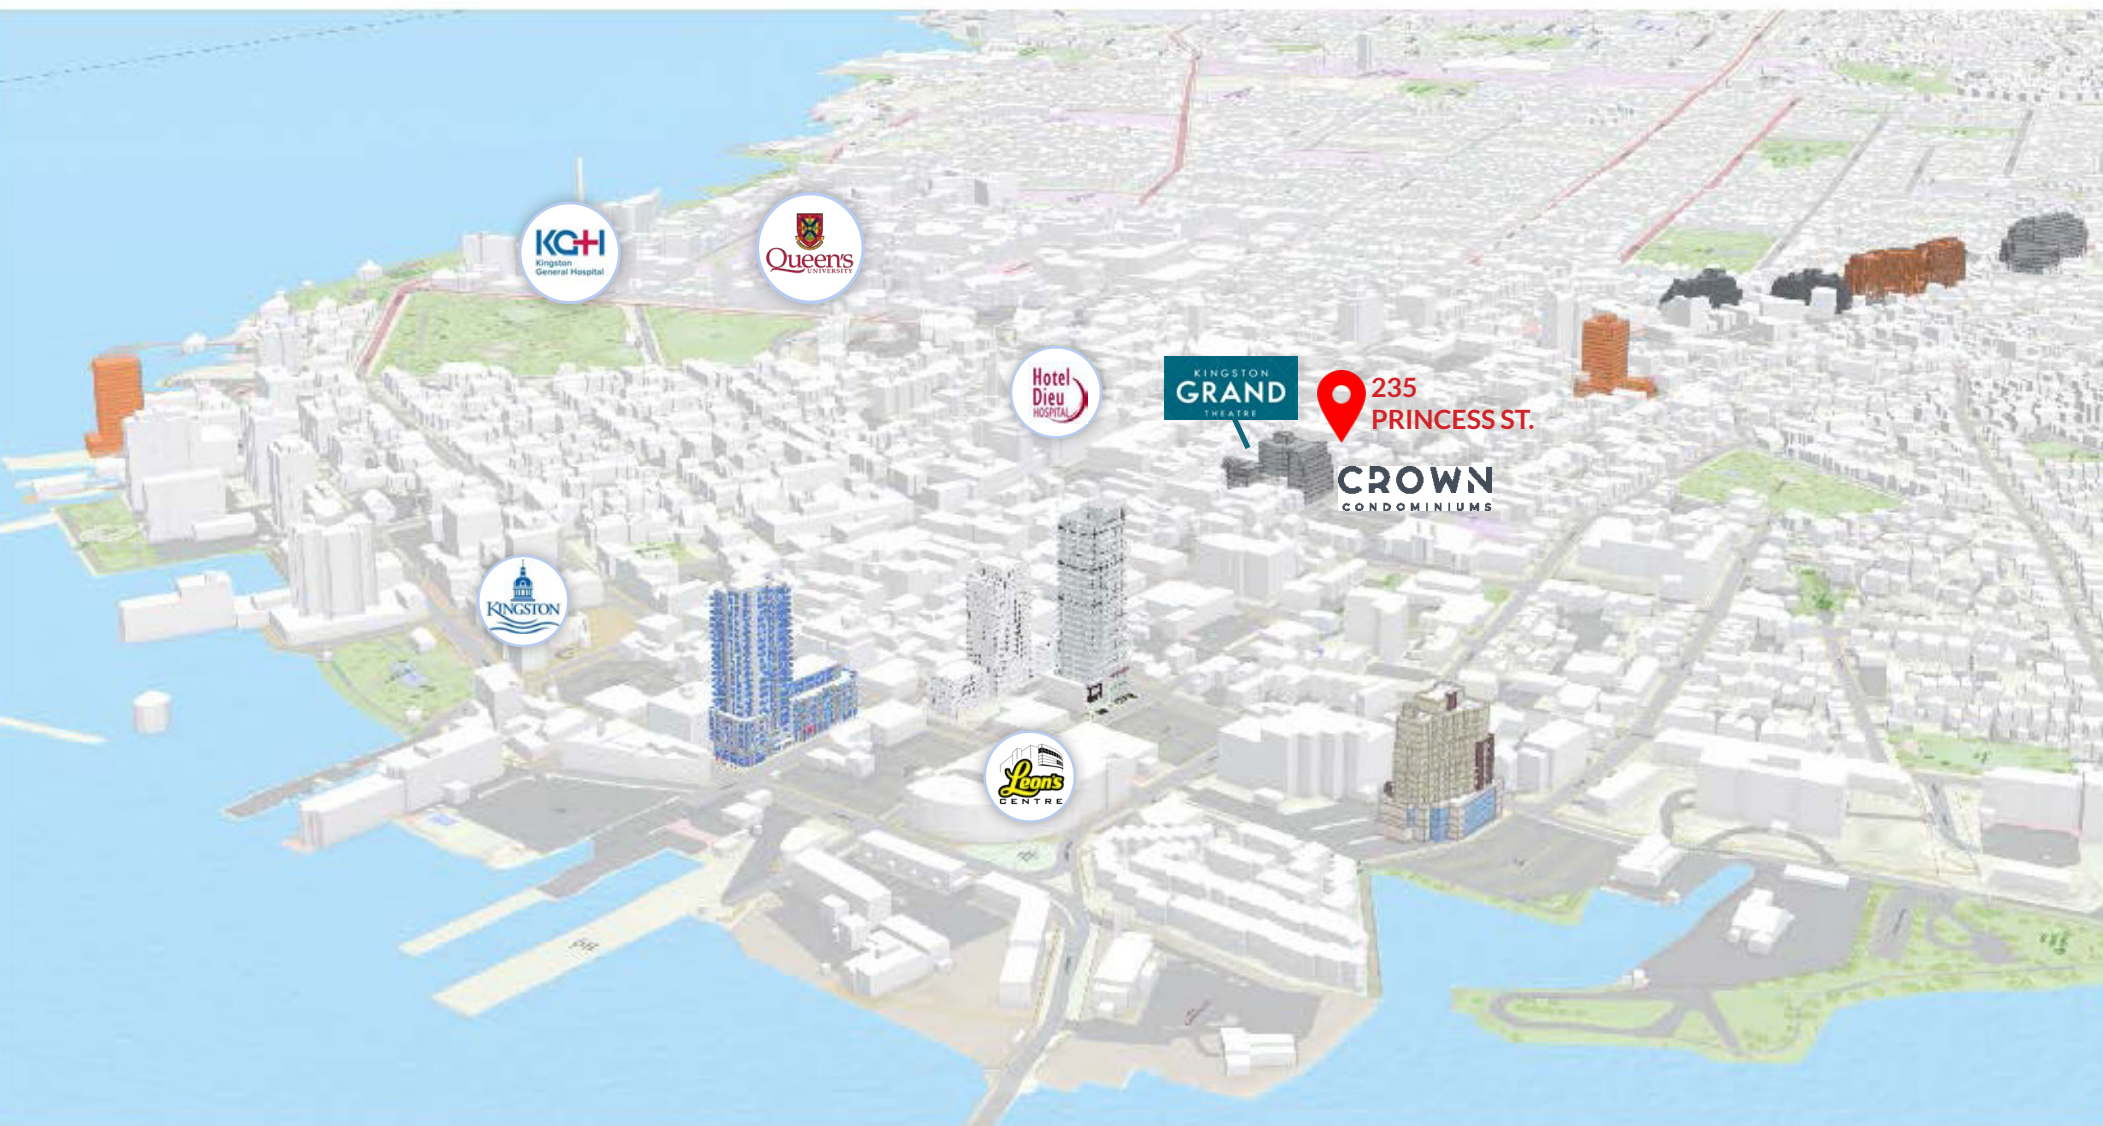 KGH
Kingston
General Hospital
Queen's
UNIVERSITY
Hotel
Dieu
HOSPITAL
KINGSTON
GRAND
THEATRE
235
PRINCESS ST.
CROWN
CONDOMINIUMS
KINGSTON
Leon's
CENTRE